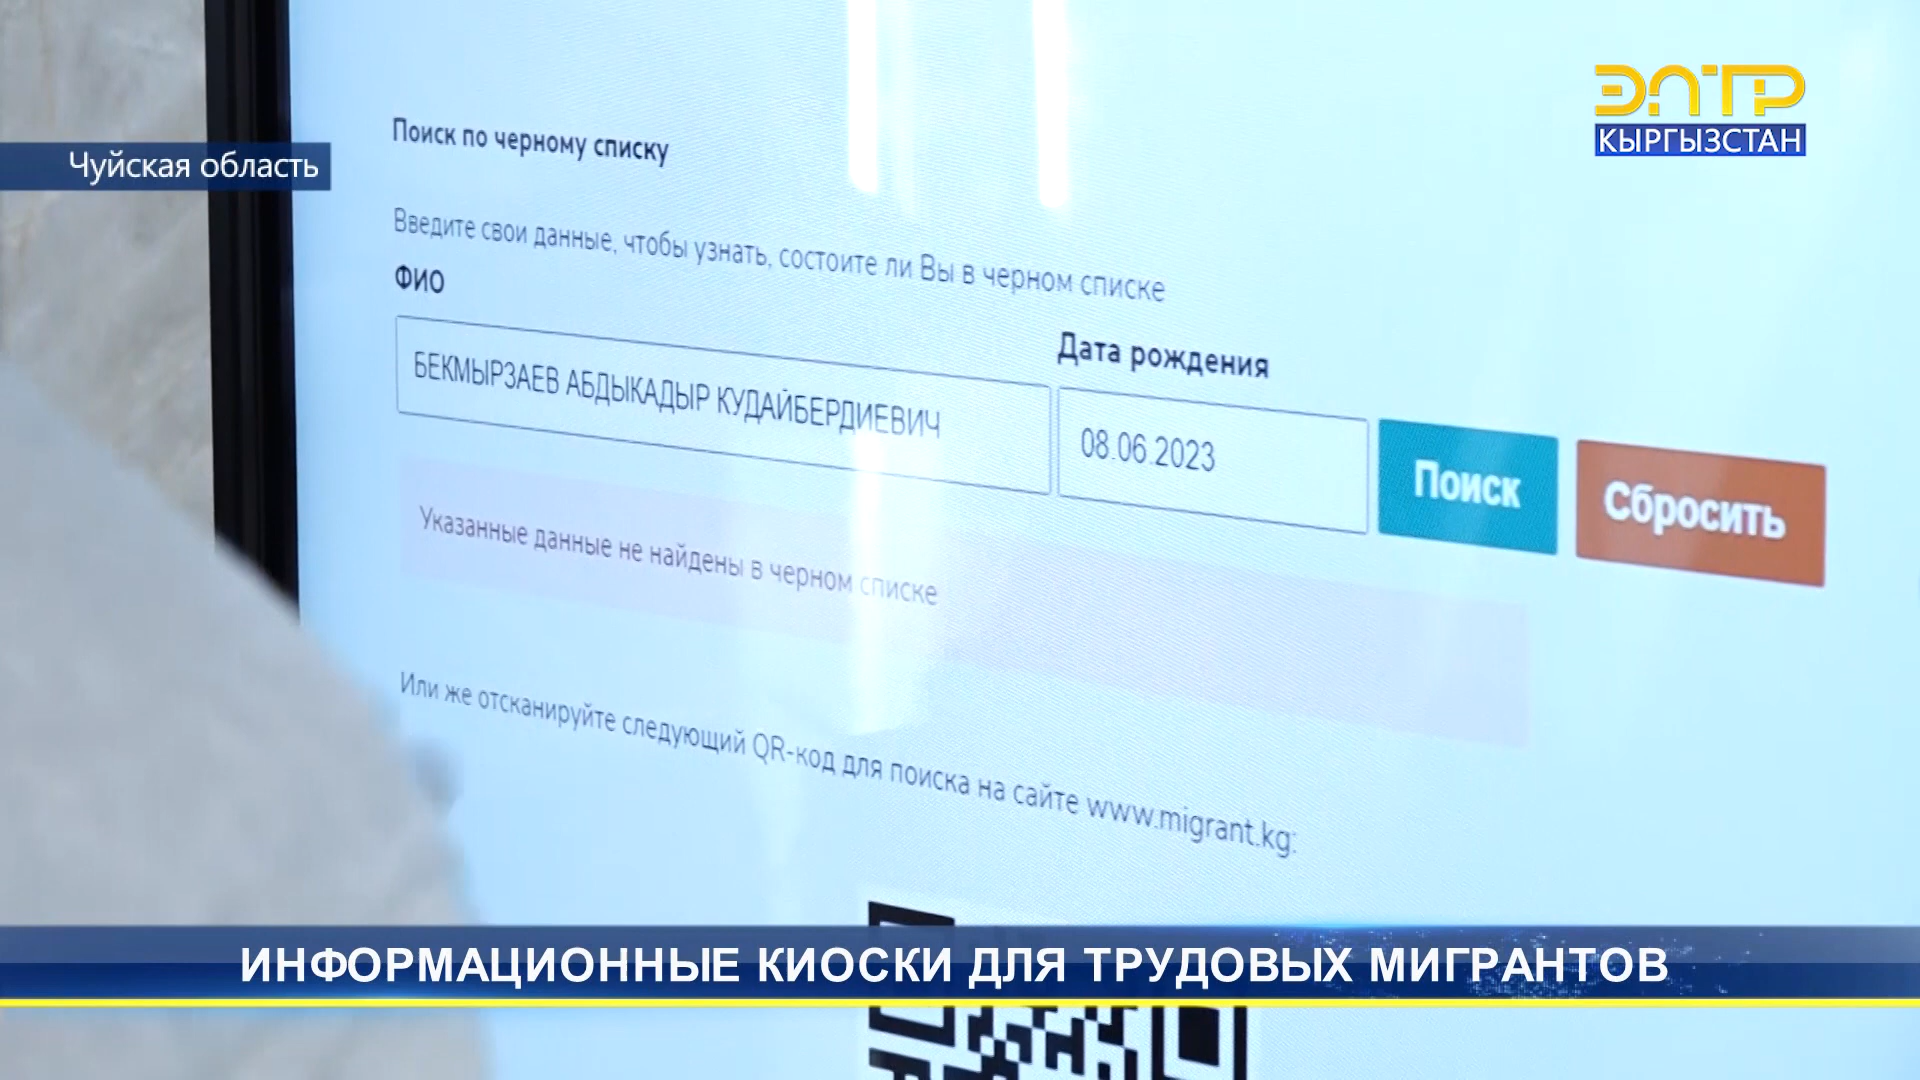 ЭЛТР
КЫРГЫЗСТАН
Чуйская область
Поиск по черному списку
Введите свои данные, чтобы узнать, состоите ли Вы в черном списке
ФИО
Дата рождения
БЕКМЫРЗАЕВ АБДЫКАДЫР КУДАЙБЕРДИЕВИЧ
08.06.2023
Поиск
Сбросить
Указанные данные не найдены в черном списке
Или же отсканируйте следующий QR-код для поиска на сайте www.migrant.kg:
ИНФОРМАЦИОННЫЕ КИОСКИ ДЛЯ ТРУДОВЫХ МИГРАНТОВ